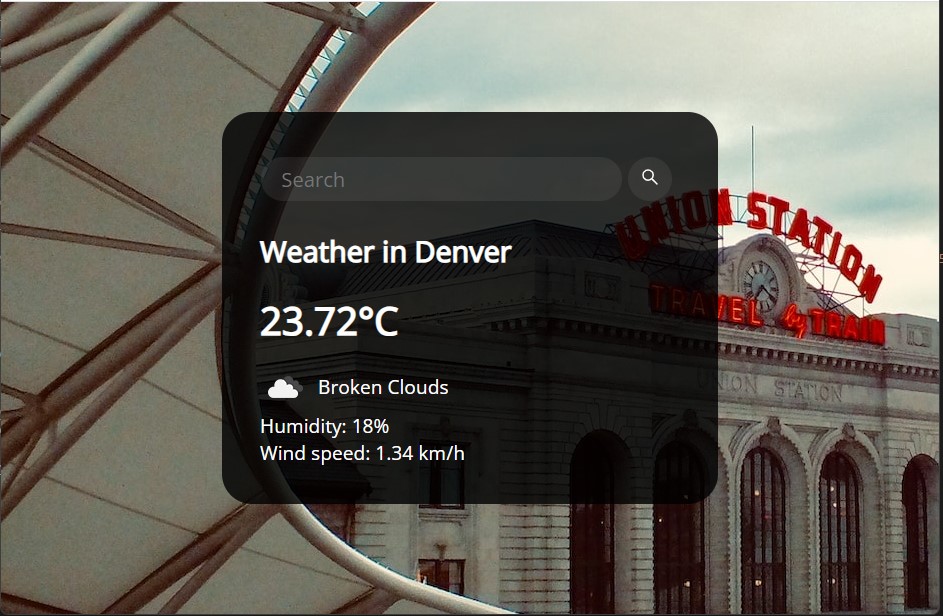 Search
Weather in Denver
23.72°C
Broken Clouds
Humidity: 18%
Wind speed: 1.34 km/h
UNION STATION
TRAVEL by TRAIN
UNION STATION